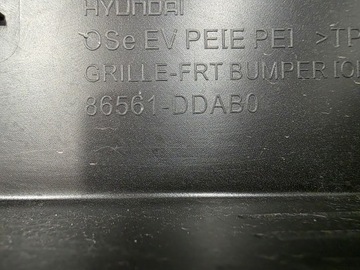 HYUNDAI
OSe EV PEIE PEI >TP
GRILLE-FRT BUMPER [O
86561-DDAB0